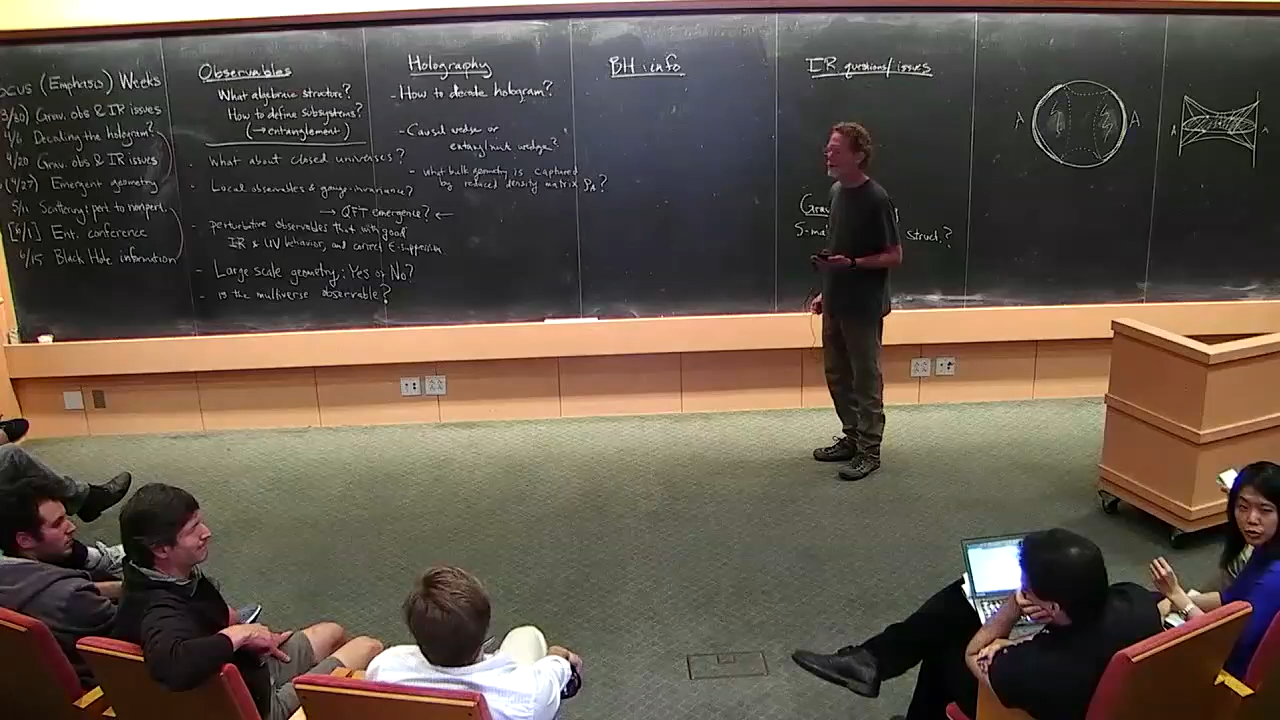 ocus (Emphasis) Weeks
3/30) Grav. obs & IR issues
4/6 Decoding the hologram?
4/20 Grav. obs & IR issues
(4/27) Emergent geometry
5/11 Scattering: pert to nonpert.
[6/1] Ent. conference
6/15 Black Hole information
Observables
What algebraic structure?
How to define subsystems?
(→ entanglement)
- What about closed universes?
- Local observables & gauge-invariance?
→ QFT emergence? ←
- perturbative observables that with good
IR & UV behavior, and correct E-suppression
- Large scale geometry: Yes or No?
- is the multiverse observable?
Holography
- How to decode hologram?
- Causal wedge or
entanglmnt wedge?
- what bulk geometry is captured
by reduced density matrix ρA?
BH info
IR questions/issues
Grav
S-ma
struct.?
A A
A A